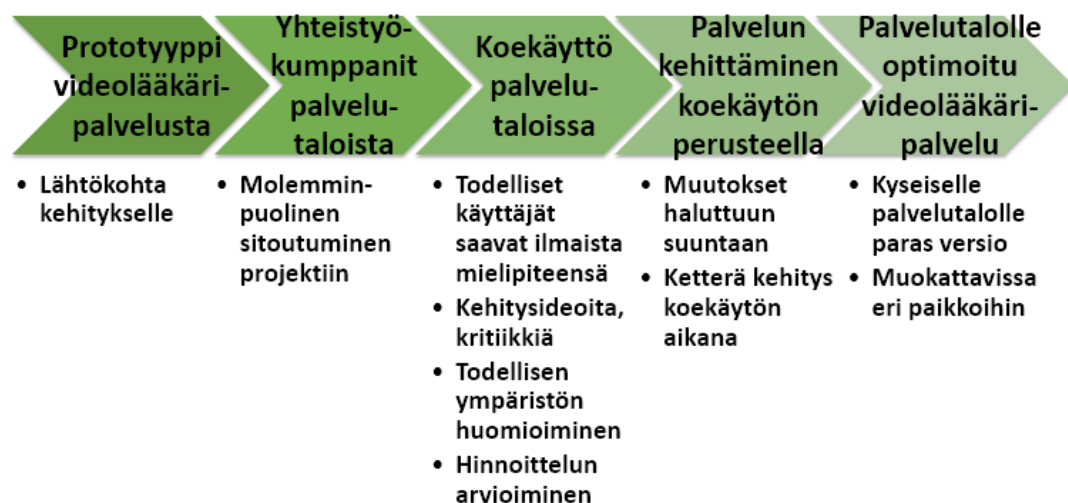 Prototyyppi
videolääkäri-
palvelusta
• Lähtökohta
kehitykselle
Yhteistyö-
kumppanit
palvelu-
taloista
• Molemmin-
puolinen
sitoutuminen
projektiin
Koekäyttö
palvelu-
taloissa
• Todelliset
käyttäjät
saavat ilmaista
mielipiteensä
• Kehitysideoita,
kritiikkiä
• Todellisen
ympäristön
huomioiminen
• Hinnoittelun
arvioiminen
Palvelun
kehittäminen
koekäytön
perusteella
• Muutokset
haluttuun
suuntaan
• Ketterä kehitys
koekäytön
aikana
Palvelutalolle
optimoitu
videolääkäri-
palvelu
• Kyseiselle
palvelutalolle
paras versio
• Muokattavissa
eri paikkoihin